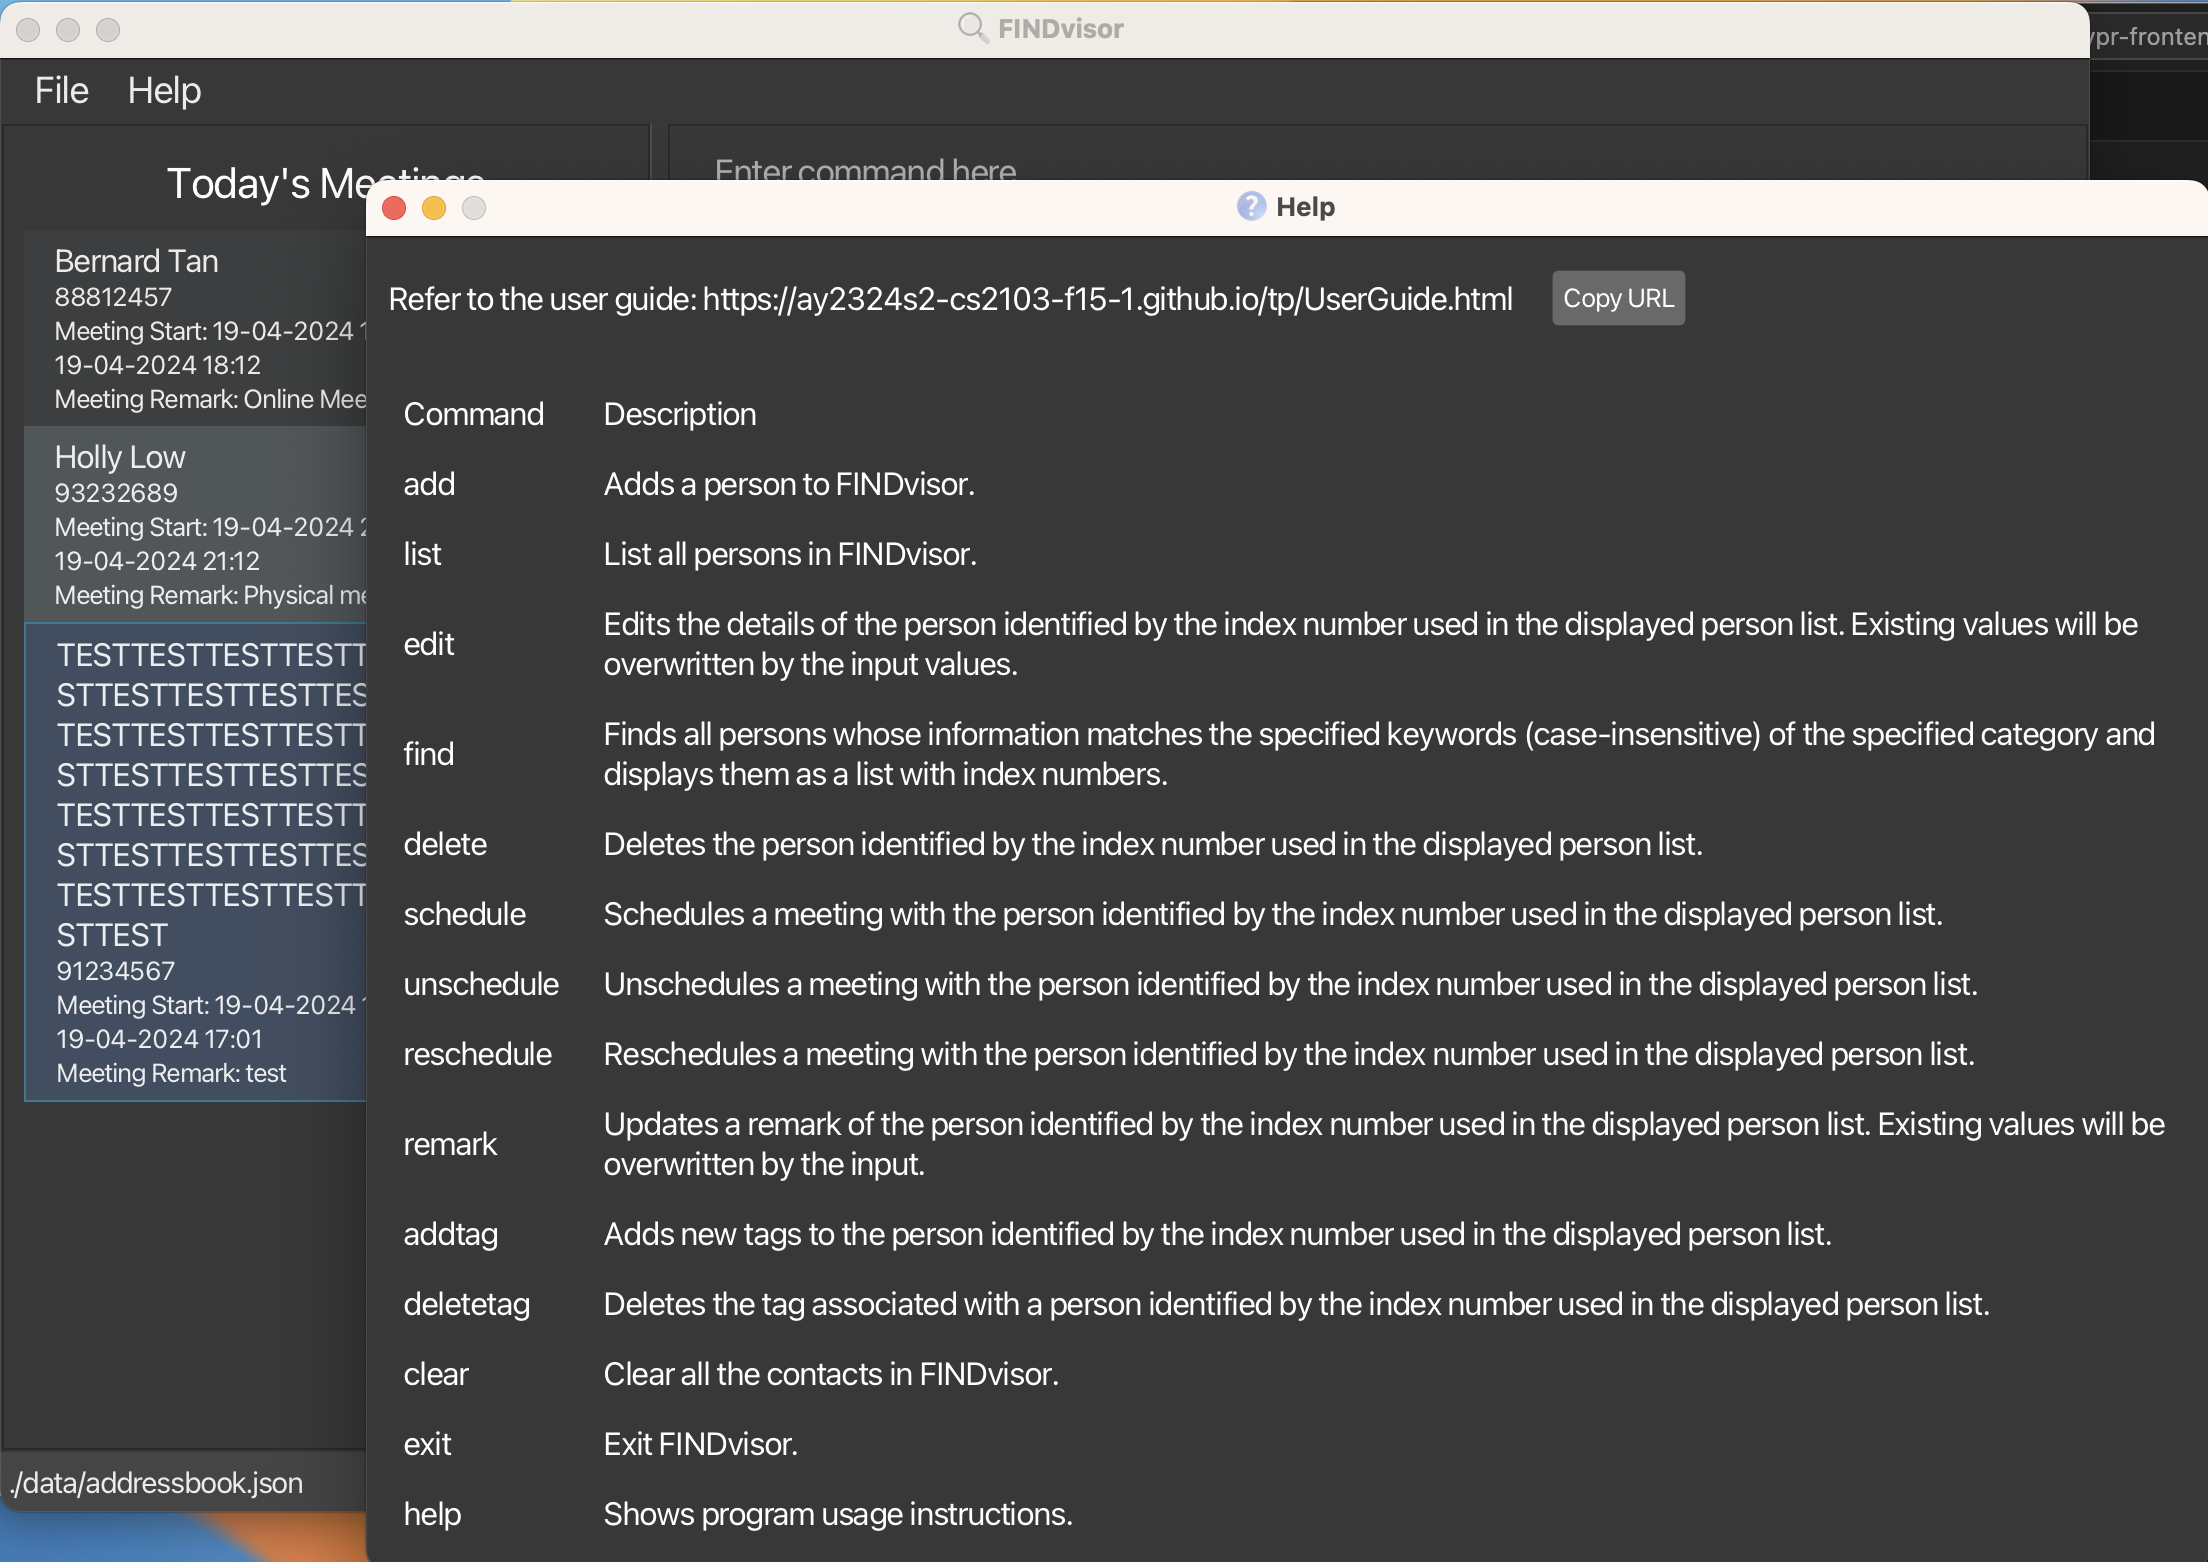 FINDvisor
File Help
Today's Meetings
Enter command here
Bernard Tan
88812457
Meeting Start: 19-04-2024
19-04-2024 18:12
Meeting Remark: Online
Holly Low
93232689
Meeting Start: 19-04-2024
19-04-2024 21:12
Meeting Remark: Physical
TESTTESTTESTTESTT
STTESTTESTTESTTES
TESTTESTTESTTESTT
STTESTTESTTESTTES
TESTTESTTESTTESTT
STTESTTESTTESTTES
TESTTESTTESTTESTT
STTEST
91234567
Meeting Start: 19-04-2024
19-04-2024 17:01
Meeting Remark: test
./data/addressbook.json
Help
Refer to the user guide: https://ay2324s2-cs2103-f15-1.github.io/tp/UserGuide.html Copy URL
Command Description
add Adds a person to FINDvisor.
list List all persons in FINDvisor.
edit Edits the details of the person identified by the index number used in the displayed person list. Existing values will be
overwritten by the input values.
find Finds all persons whose information matches the specified keywords (case-insensitive) of the specified category and
displays them as a list with index numbers.
delete Deletes the person identified by the index number used in the displayed person list.
schedule Schedules a meeting with the person identified by the index number used in the displayed person list.
unschedule Unschedules a meeting with the person identified by the index number used in the displayed person list.
reschedule Reschedules a meeting with the person identified by the index number used in the displayed person list.
remark Updates a remark of the person identified by the index number used in the displayed person list. Existing values will be
overwritten by the input.
addtag Adds new tags to the person identified by the index number used in the displayed person list.
deletetag Deletes the tag associated with a person identified by the index number used in the displayed person list.
clear Clear all the contacts in FINDvisor.
exit Exit FINDvisor.
help Shows program usage instructions.